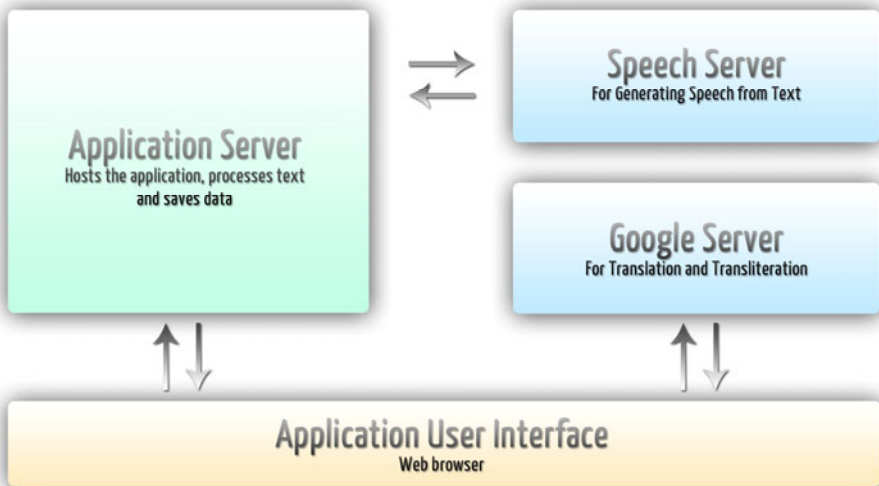 Application Server
Hosts the application, processes text
and saves data
Speech Server
For Generating Speech from Text
Google Server
For Translation and Transliteration
Application User Interface
Web browser